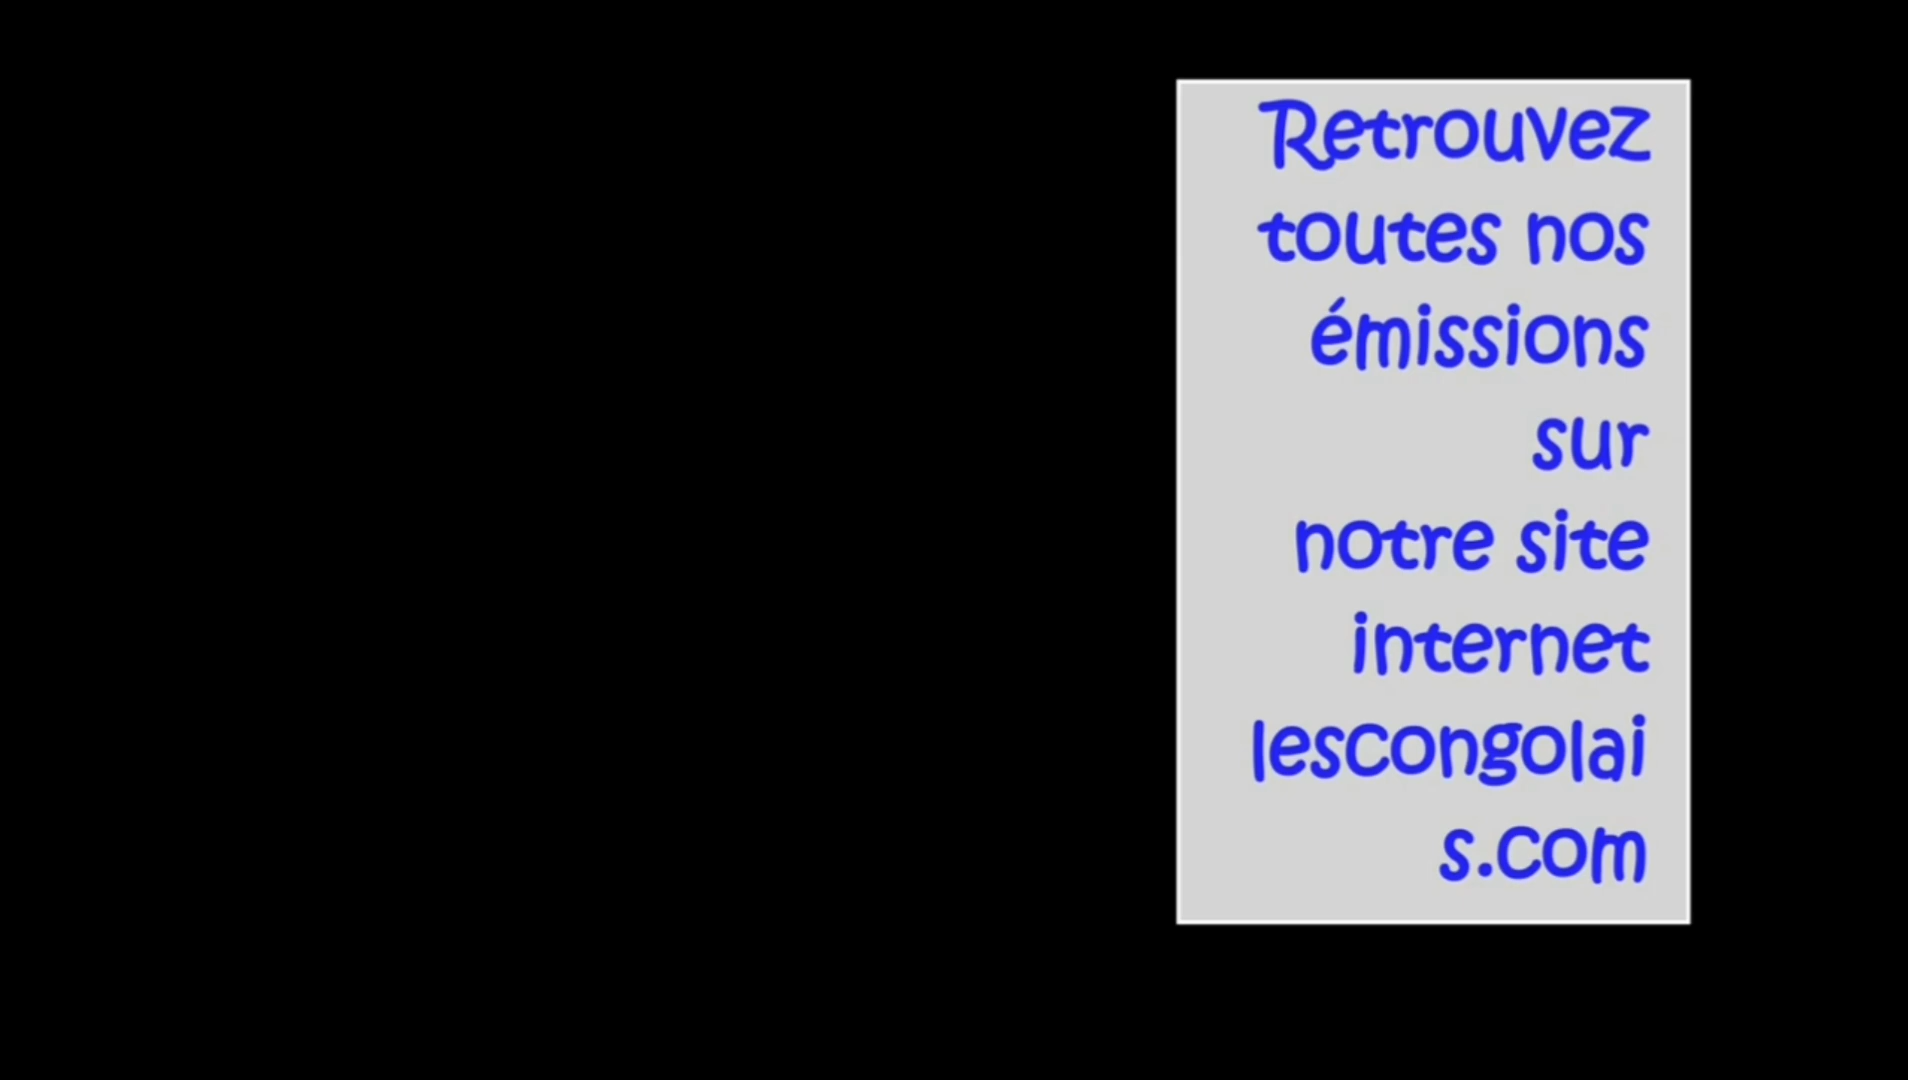 Retrouvez
toutes nos
émissions
sur
notre site
internet
lescongolai
s.com